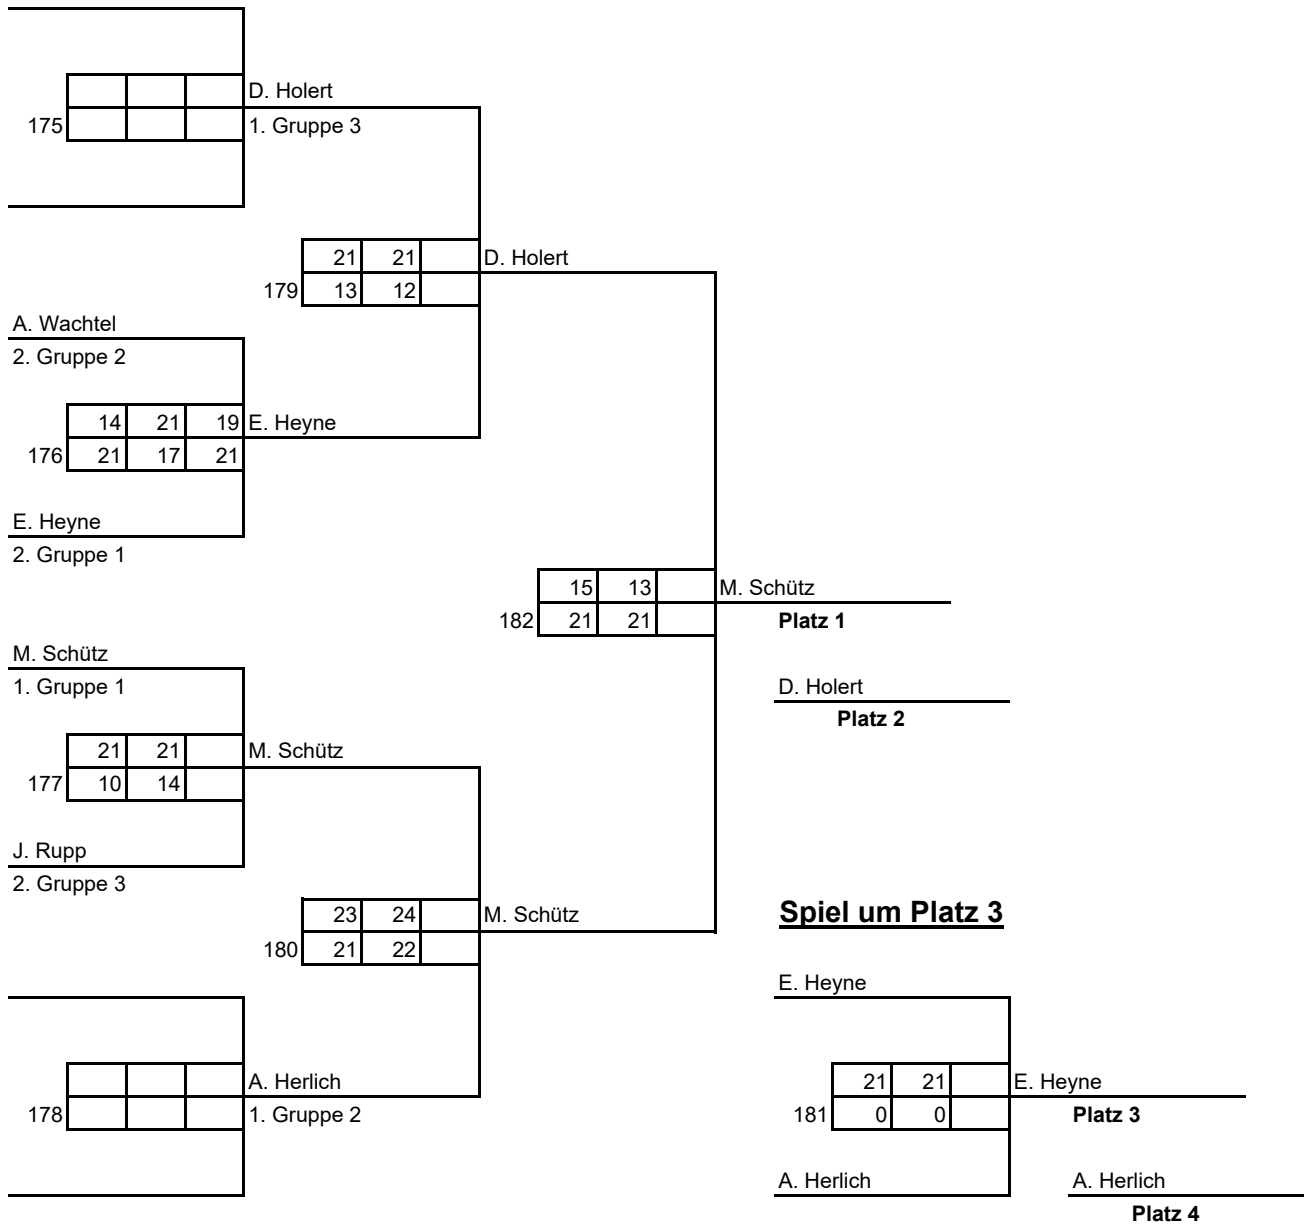 D. Holert
175
1. Gruppe 3
21 21 D. Holert
179 13 12
A. Wachtel
2. Gruppe 2
14 21 19 E. Heyne
176 21 17 21
E. Heyne
2. Gruppe 1
15 13 M. Schütz
182 21 21 Platz 1
M. Schütz
1. Gruppe 1
D. Holert
Platz 2
21 21 M. Schütz
177 10 14
J. Rupp
2. Gruppe 3
23 24 M. Schütz
180 21 22
Spiel um Platz 3
E. Heyne
A. Herlich
178 1. Gruppe 2
21 21 E. Heyne
181 0 0 Platz 3
A. Herlich
A. Herlich
Platz 4